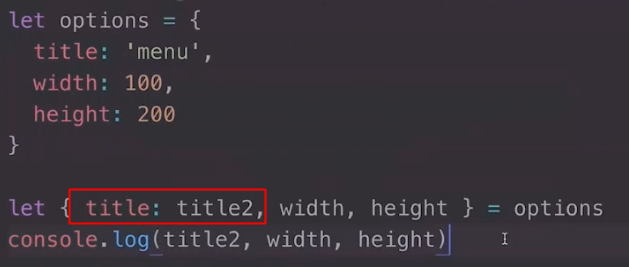 let options = {
title: 'menu',
width: 100,
height: 200
}
let { title: title2, width, height } = options
console.log(title2, width, height)